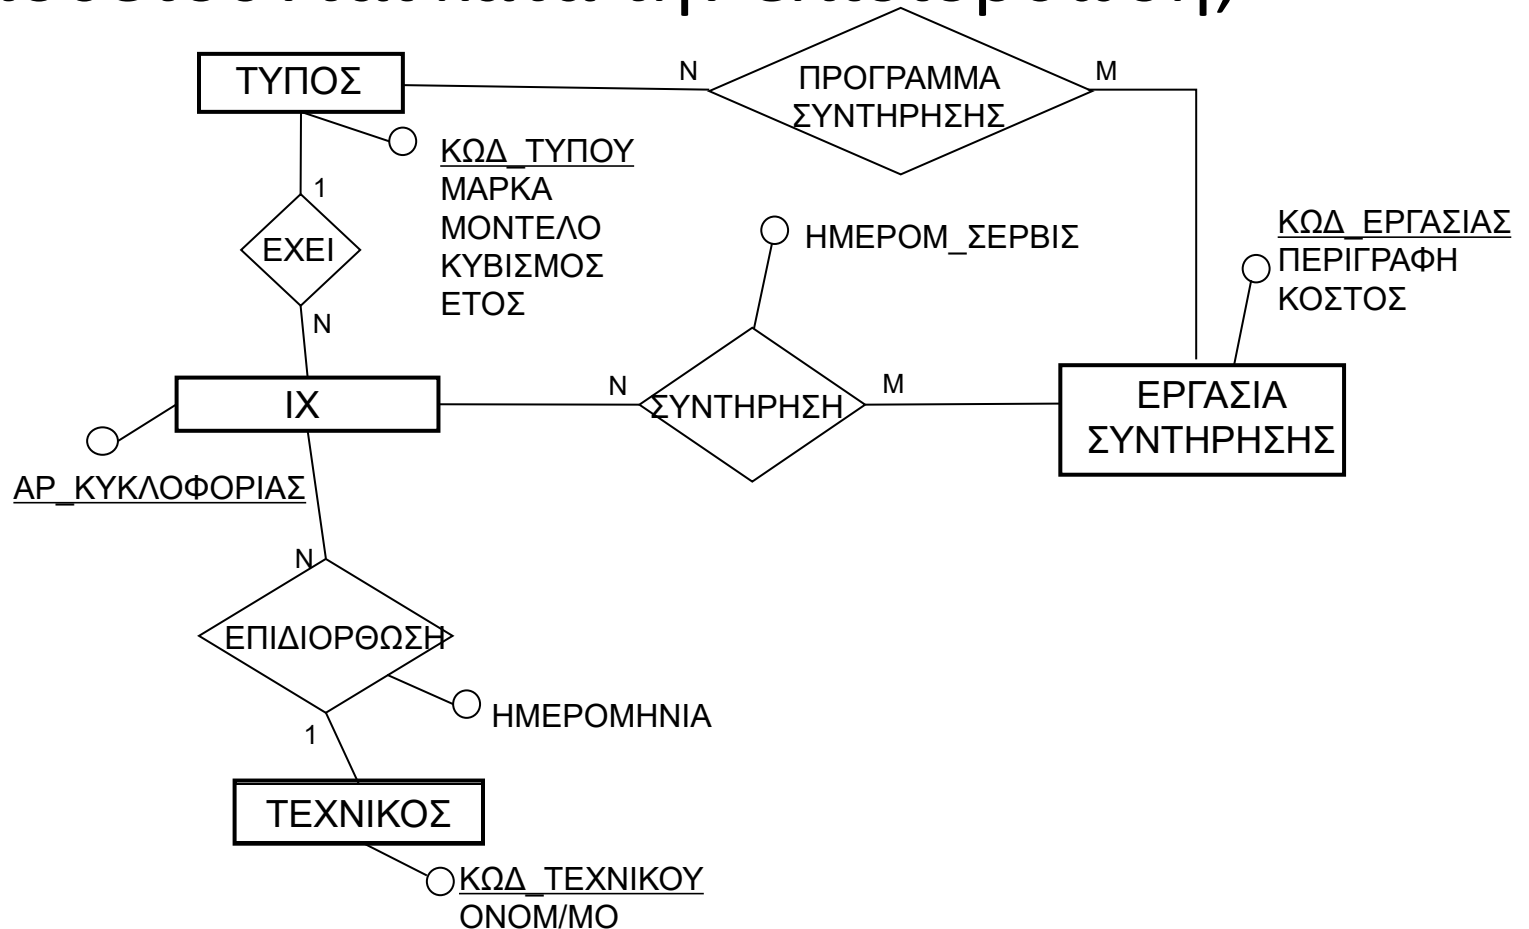 ΤΥΠΟΣ
N
ΠΡΟΓΡΑΜΜΑ
ΣΥΝΤΗΡΗΣΗΣ
M
ΚΩΔ_ΤΥΠΟΥ
ΜΑΡΚΑ
ΜΟΝΤΕΛΟ
ΚΥΒΙΣΜΟΣ
ΕΤΟΣ
1
ΕΧΕΙ
N
ΗΜΕΡΟΜ_ΣΕΡΒΙΣ
ΚΩΔ_ΕΡΓΑΣΙΑΣ
ΠΕΡΙΓΡΑΦΗ
ΚΟΣΤΟΣ
ΙΧ
N
ΣΥΝΤΗΡΗΣΗ
M
ΕΡΓΑΣΙΑ
ΣΥΝΤΗΡΗΣΗΣ
ΑΡ_ΚΥΚΛΟΦΟΡΙΑΣ
N
ΕΠΙΔΙΟΡΘΩΣΗ
ΗΜΕΡΟΜΗΝΙΑ
1
ΤΕΧΝΙΚΟΣ
ΚΩΔ_ΤΕΧΝΙΚΟΥ
ΟΝΟΜ/ΜΟ